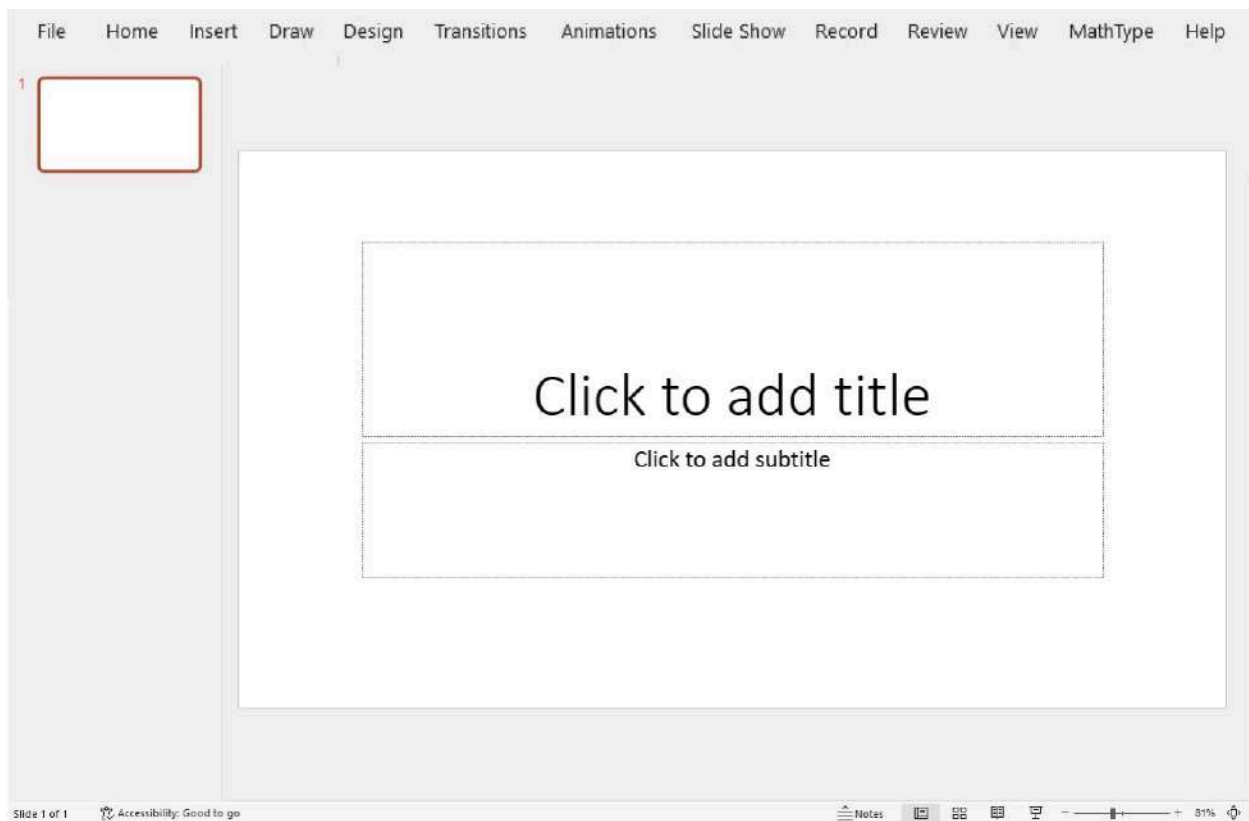 File Home Insert Draw Design Transitions Animations Slide Show Record Review View MathType Help
1
Click to add title
Click to add subtitle
Slide 1 of 1 Accessibility: Good to go Notes 81%